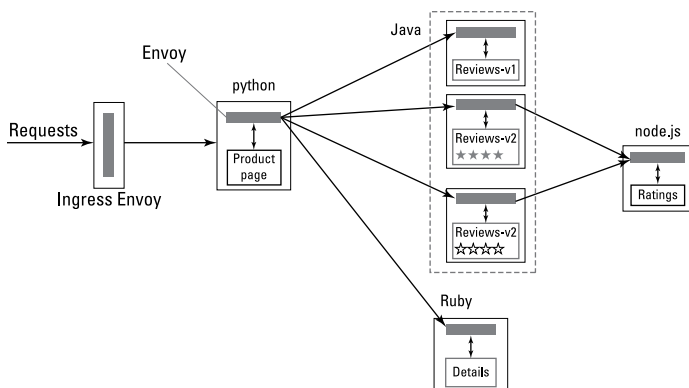 Java
Envoy
python
Reviews-v1
Requests
Product
page
Ingress Envoy
Reviews-v2
★★★★
node.js
Ratings
Reviews-v2
☆☆☆☆
Ruby
Details